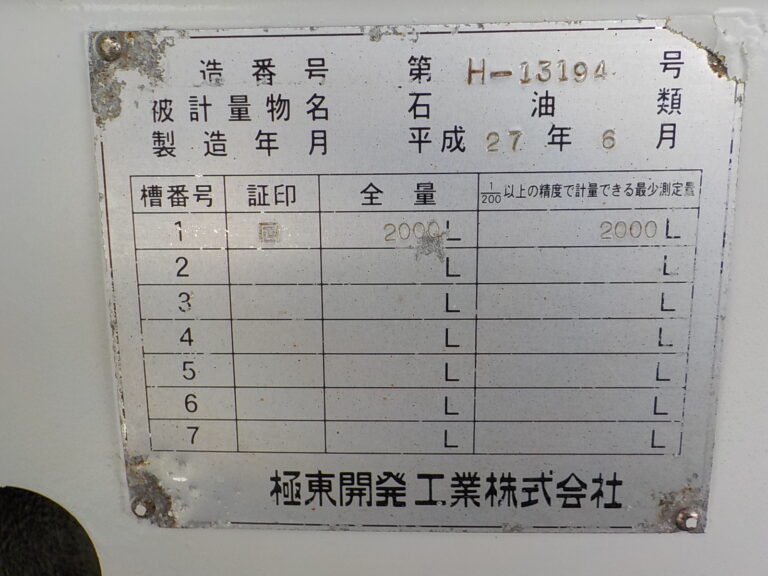 造番号 第 H-13194 号
被計量物名 石油類
製造年月 平成 27 年 6 月
槽番号 証印 全量 1/200 以上の精度で計量できる最少測定量
1 2000L 2000L
2 L L
3 L L
4 L L
5 L L
6 L L
7 L L
極東開発工業株式会社